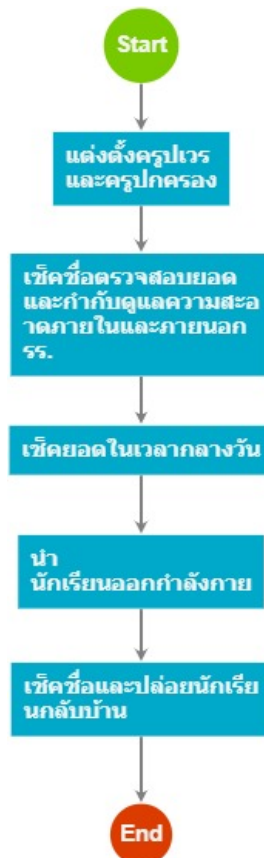 Start
แต่งตั้งครูปเวร
และครูปกครอง
เช็คชื่อตรวจสอบยอด
และกำกับดูแลความสะอ
าดภายในและภายนอก
รร.
เช็คยอดในเวลากลางวัน
นำ
นักเรียนออกกำลังกาย
เช็คชื่อและปล่อยนักเรีย
นกลับบ้าน
End